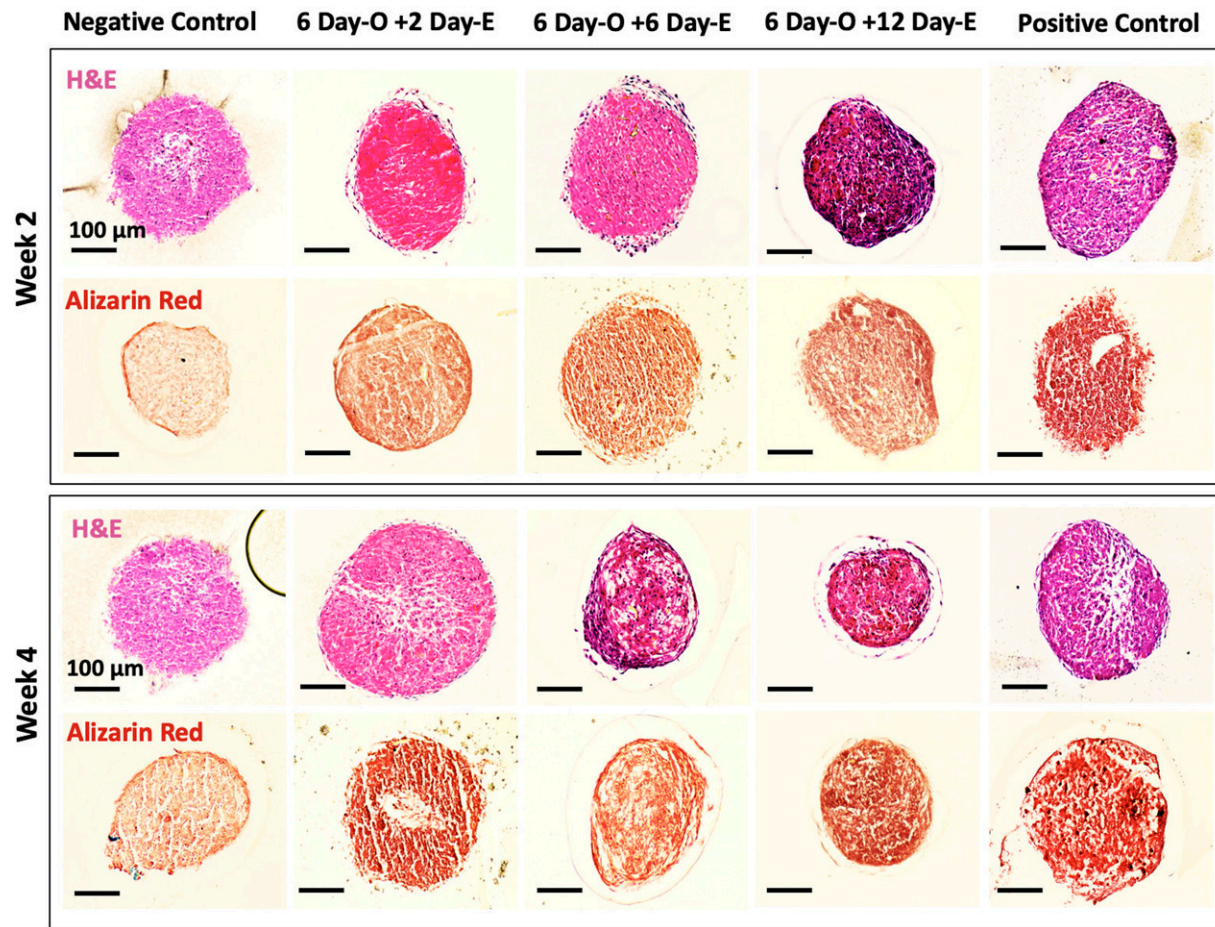 Negative Control 6 Day-O +2 Day-E 6 Day-O +6 Day-E 6 Day-O +12 Day-E Positive Control
Week 2
H&E
100 µm
Alizarin Red
Week 4
H&E
100 µm
Alizarin Red